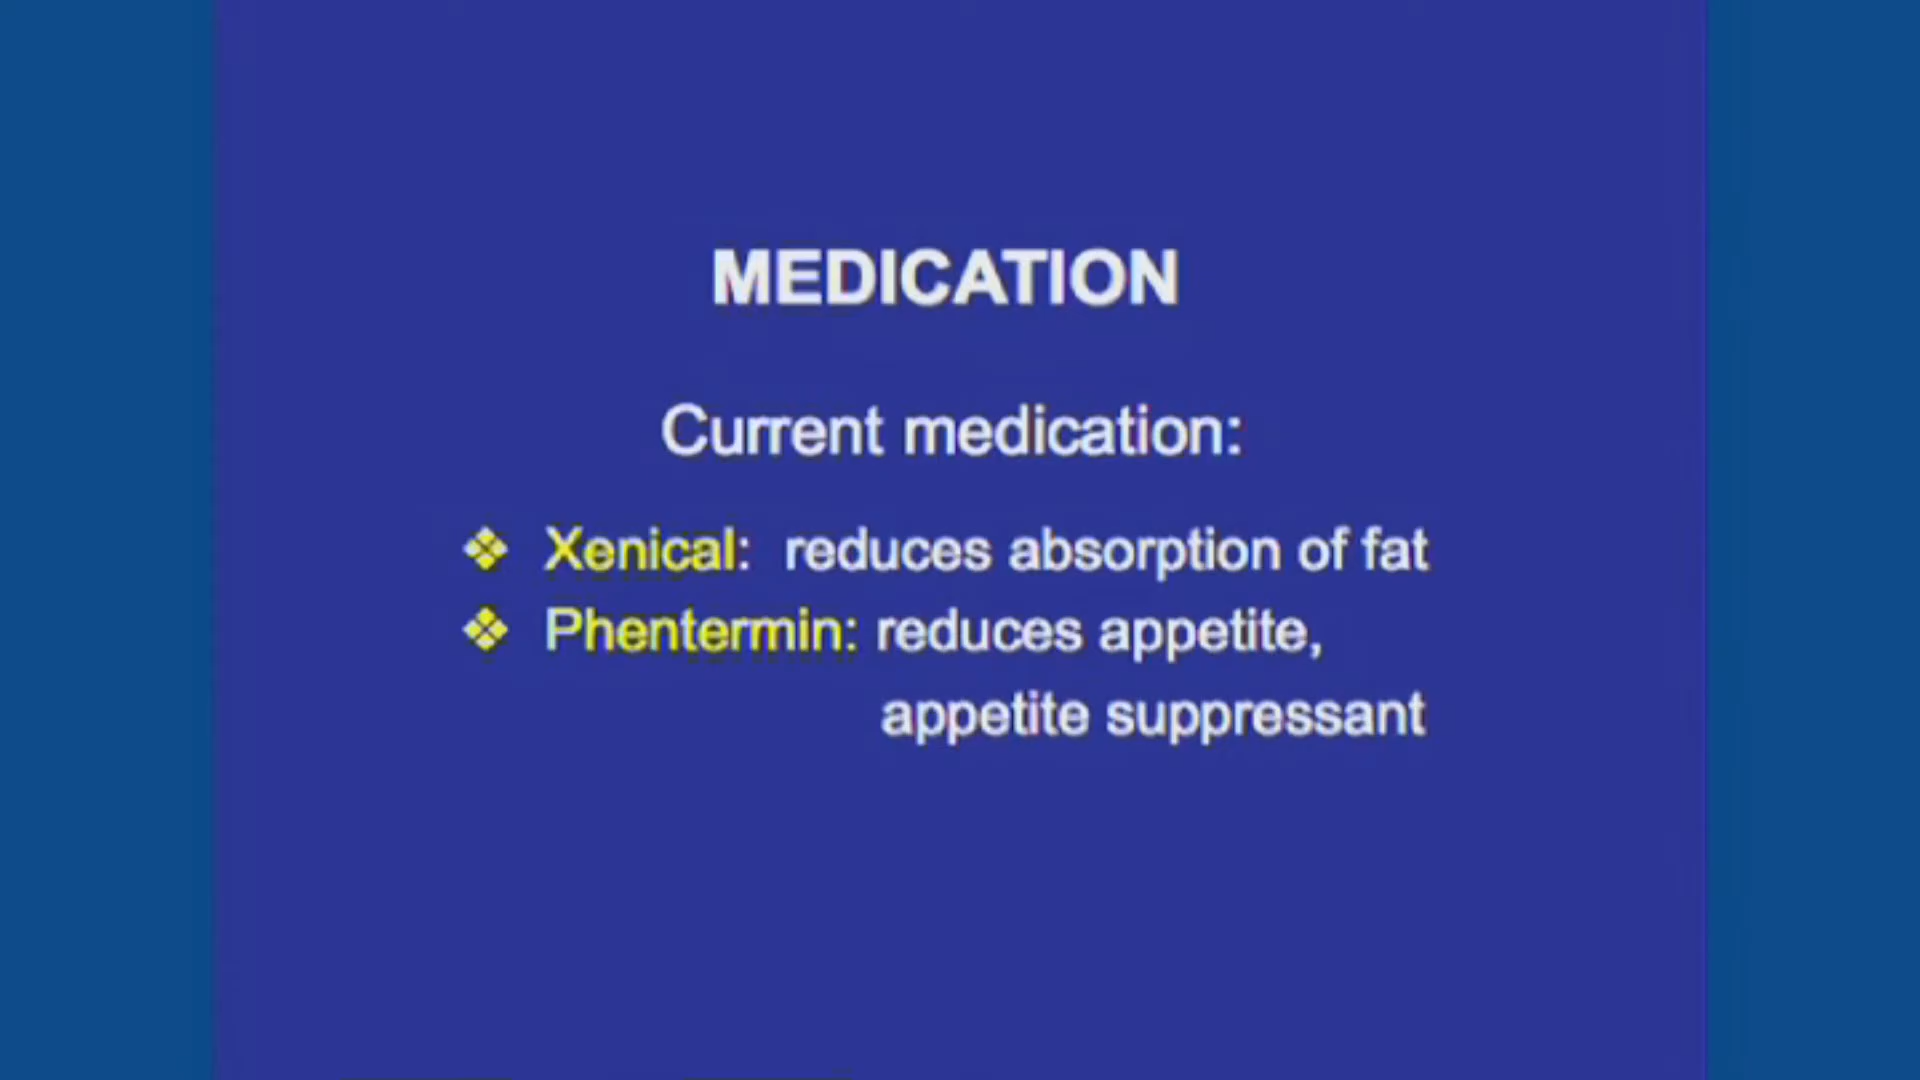 MEDICATION
Current medication:
❖ Xenical: reduces absorption of fat
❖ Phentermin: reduces appetite,
appetite suppressant